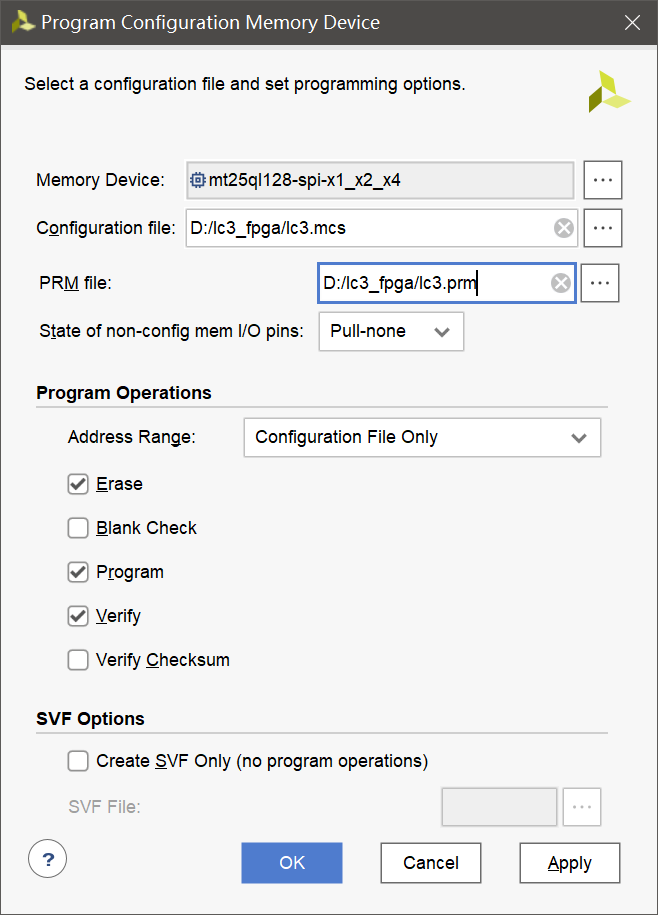 Program Configuration Memory Device
Select a configuration file and set programming options.
Memory Device: mt25ql128-spi-x1_x2_x4 ...
Configuration file: D:/lc3_fpga/lc3.mcs ...
PRM file: D:/lc3_fpga/lc3.prm ...
State of non-config mem I/O pins: Pull-none
Program Operations
Address Range: Configuration File Only
Erase
Blank Check
Program
Verify
Verify Checksum
SVF Options
Create SVF Only (no program operations)
SVF File: ...
? OK Cancel Apply